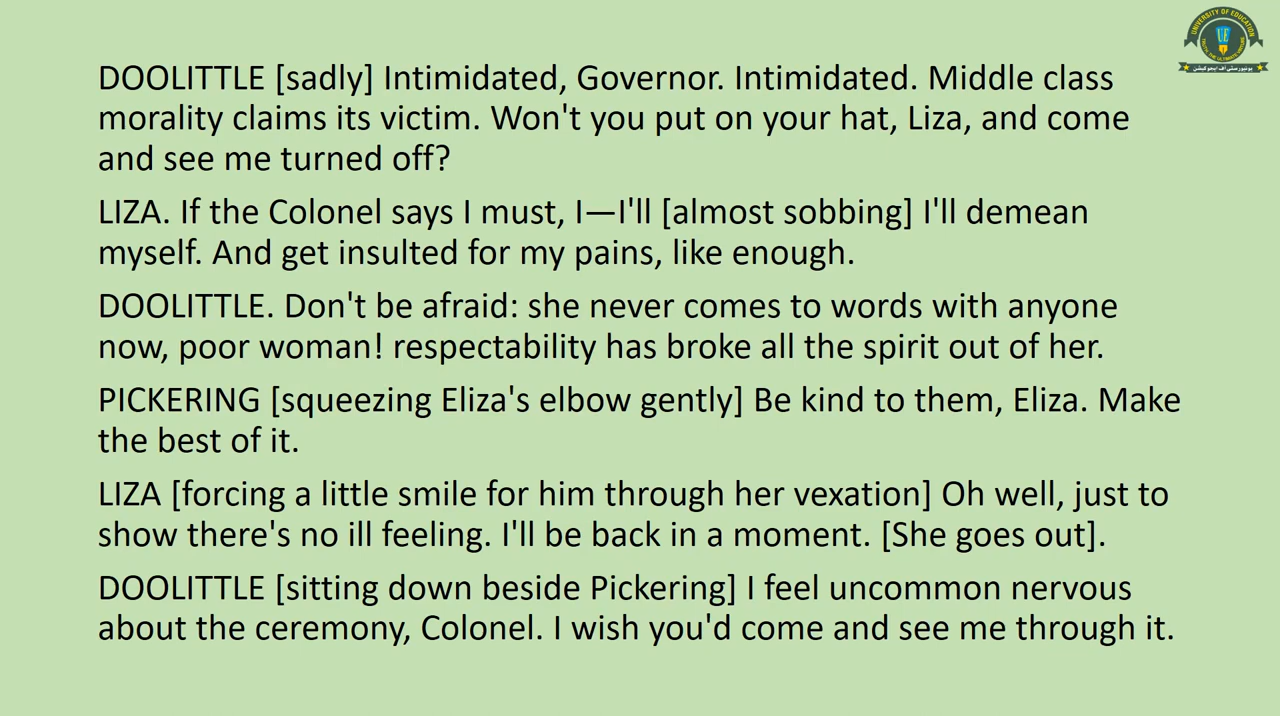 UNIVERSITY OF EDUCATION
UE
یونیورسٹی آف ایجوکیشن
DOOLITTLE [sadly] Intimidated, Governor. Intimidated. Middle class
morality claims its victim. Won't you put on your hat, Liza, and come
and see me turned off?
LIZA. If the Colonel says I must, I—I'll [almost sobbing] I'll demean
myself. And get insulted for my pains, like enough.
DOOLITTLE. Don't be afraid: she never comes to words with anyone
now, poor woman! respectability has broke all the spirit out of her.
PICKERING [squeezing Eliza's elbow gently] Be kind to them, Eliza. Make
the best of it.
LIZA [forcing a little smile for him through her vexation] Oh well, just to
show there's no ill feeling. I'll be back in a moment. [She goes out].
DOOLITTLE [sitting down beside Pickering] I feel uncommon nervous
about the ceremony, Colonel. I wish you'd come and see me through it.